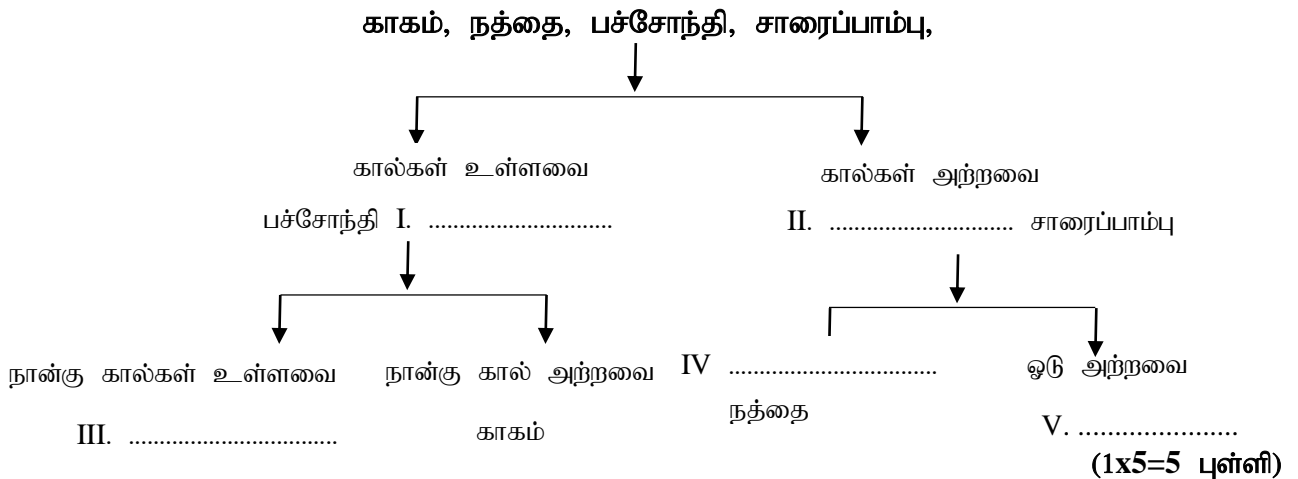 காகம், நத்தை, பச்சோந்தி, சாரைப்பாம்பு,
கால்கள் உள்ளவை
கால்கள் அற்றவை
பச்சோந்தி I. ............................
II. ............................ சாரைப்பாம்பு
நான்கு கால்கள் உள்ளவை
நான்கு கால் அற்றவை
IV ................................
ஓடு அற்றவை
III. ................................
காகம்
நத்தை
V. ......................
(1x5=5 புள்ளி)